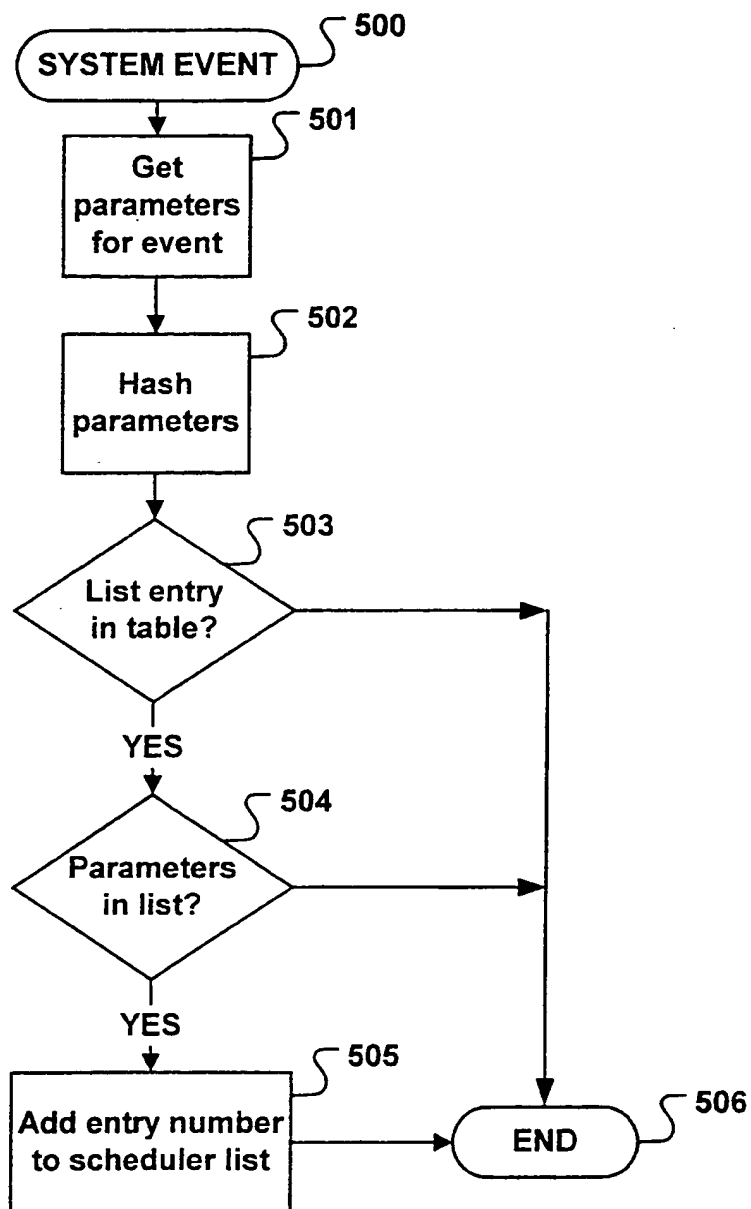 SYSTEM EVENT
500
501
Get
parameters
for event
502
Hash
parameters
503
List entry
in table?
YES
504
Parameters
in list?
YES
505
Add entry number
to scheduler list
END
506